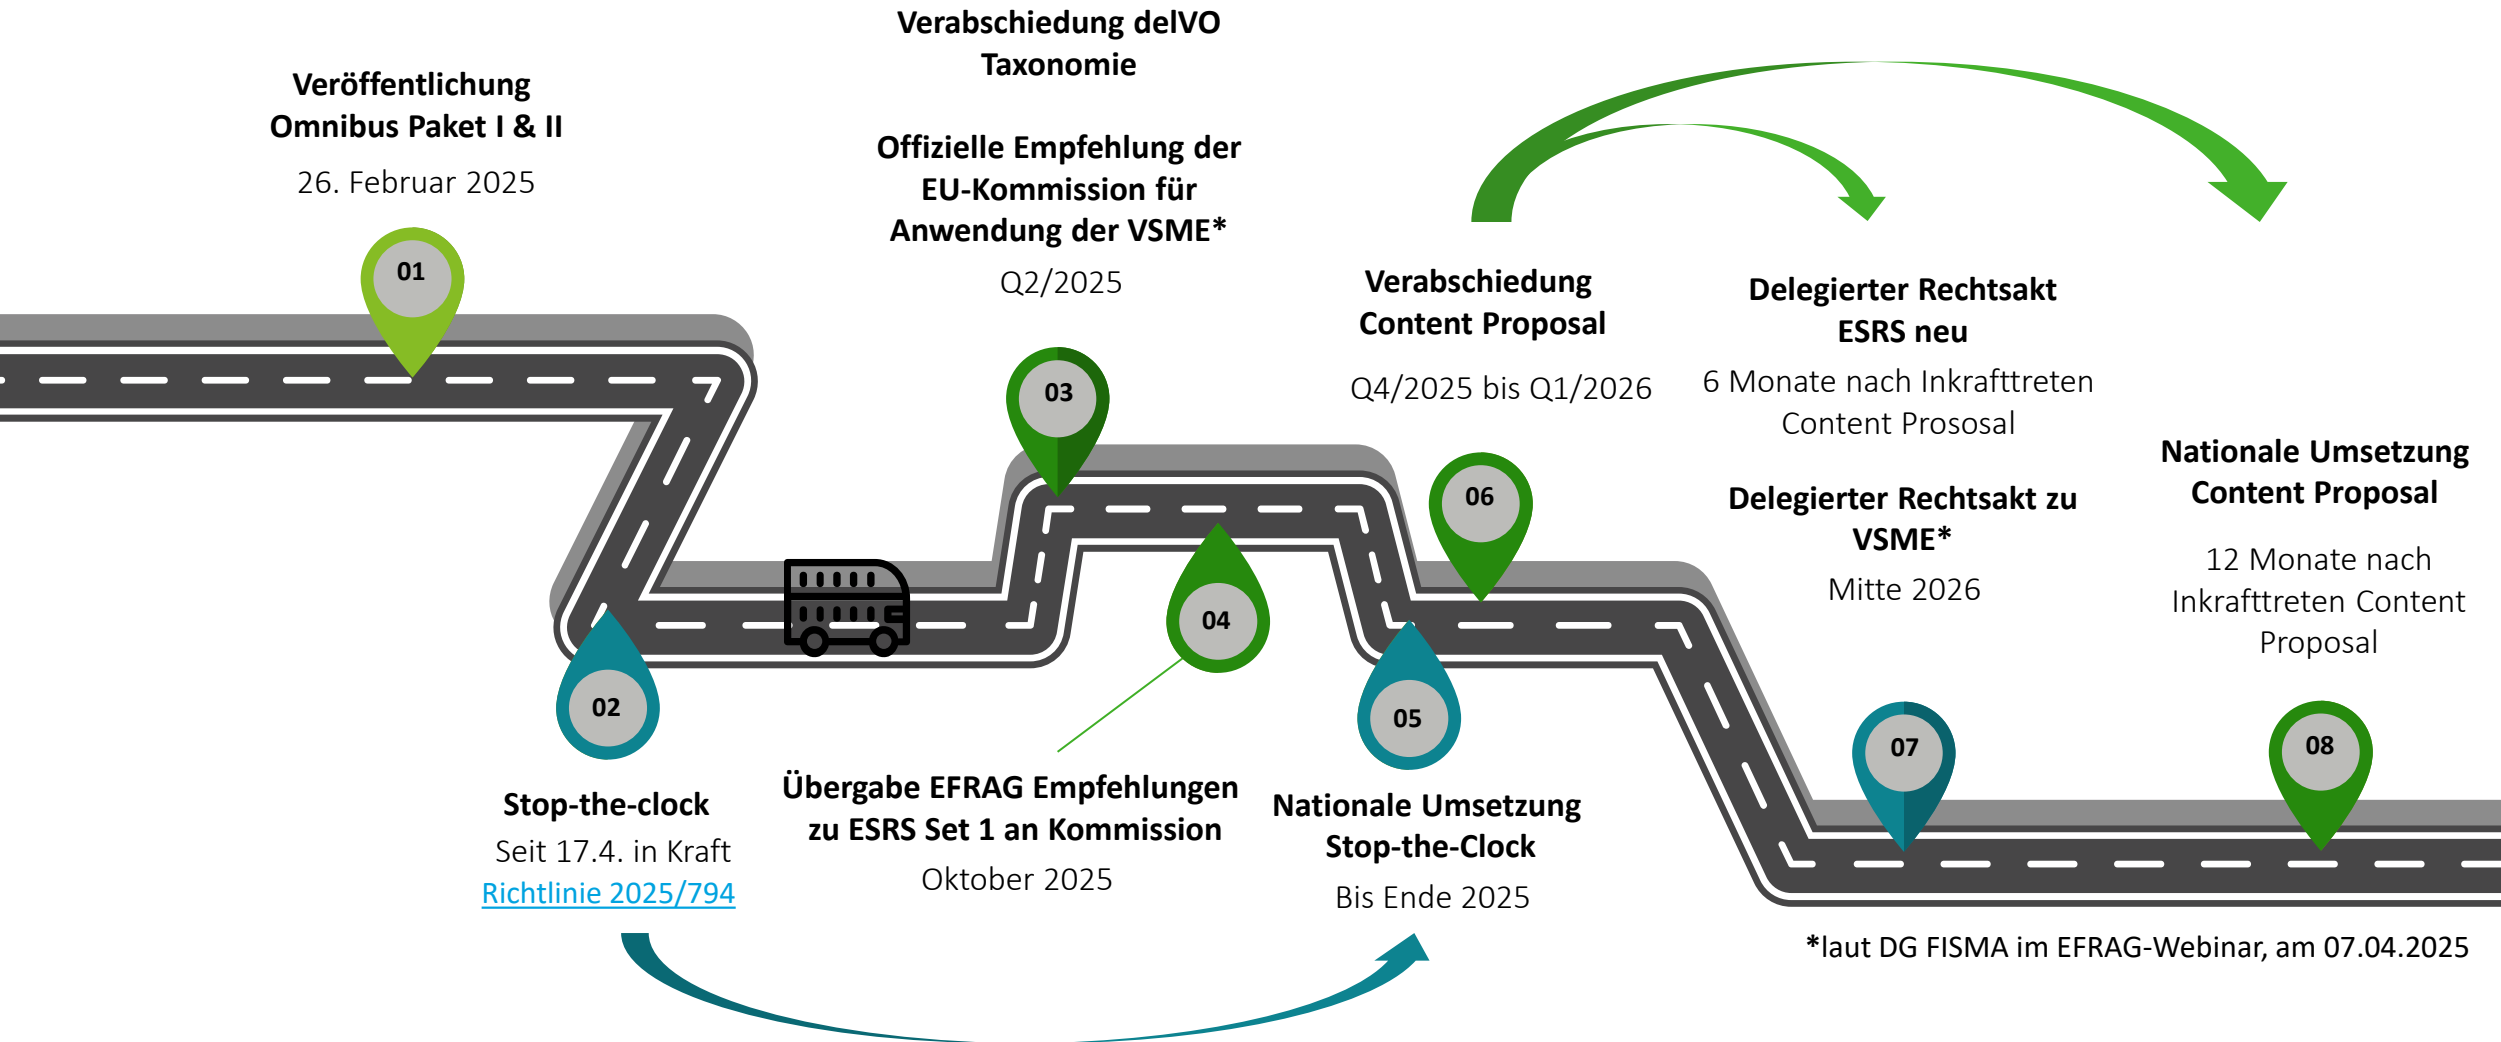 Veröffentlichung
Omnibus Paket I & II
26. Februar 2025
01
Stop-the-clock
Seit 17.4. in Kraft
Richtlinie 2025/794
02
Verabschiedung delVO
Taxonomie
Offizielle Empfehlung der
EU-Kommission für
Anwendung der VSME*
Q2/2025
03
04
Übergabe EFRAG Empfehlungen
zu ESRS Set 1 an Kommission
Oktober 2025
05
Nationale Umsetzung
Stop-the-Clock
Bis Ende 2025
Verabschiedung
Content Proposal
Q4/2025 bis Q1/2026
06
Delegierter Rechtsakt
ESRS neu
6 Monate nach Inkrafttreten
Content Prososal
Delegierter Rechtsakt zu
VSME*
Mitte 2026
07
Nationale Umsetzung
Content Proposal
12 Monate nach
Inkrafttreten Content
Proposal
08
*laut DG FISMA im EFRAG-Webinar, am 07.04.2025